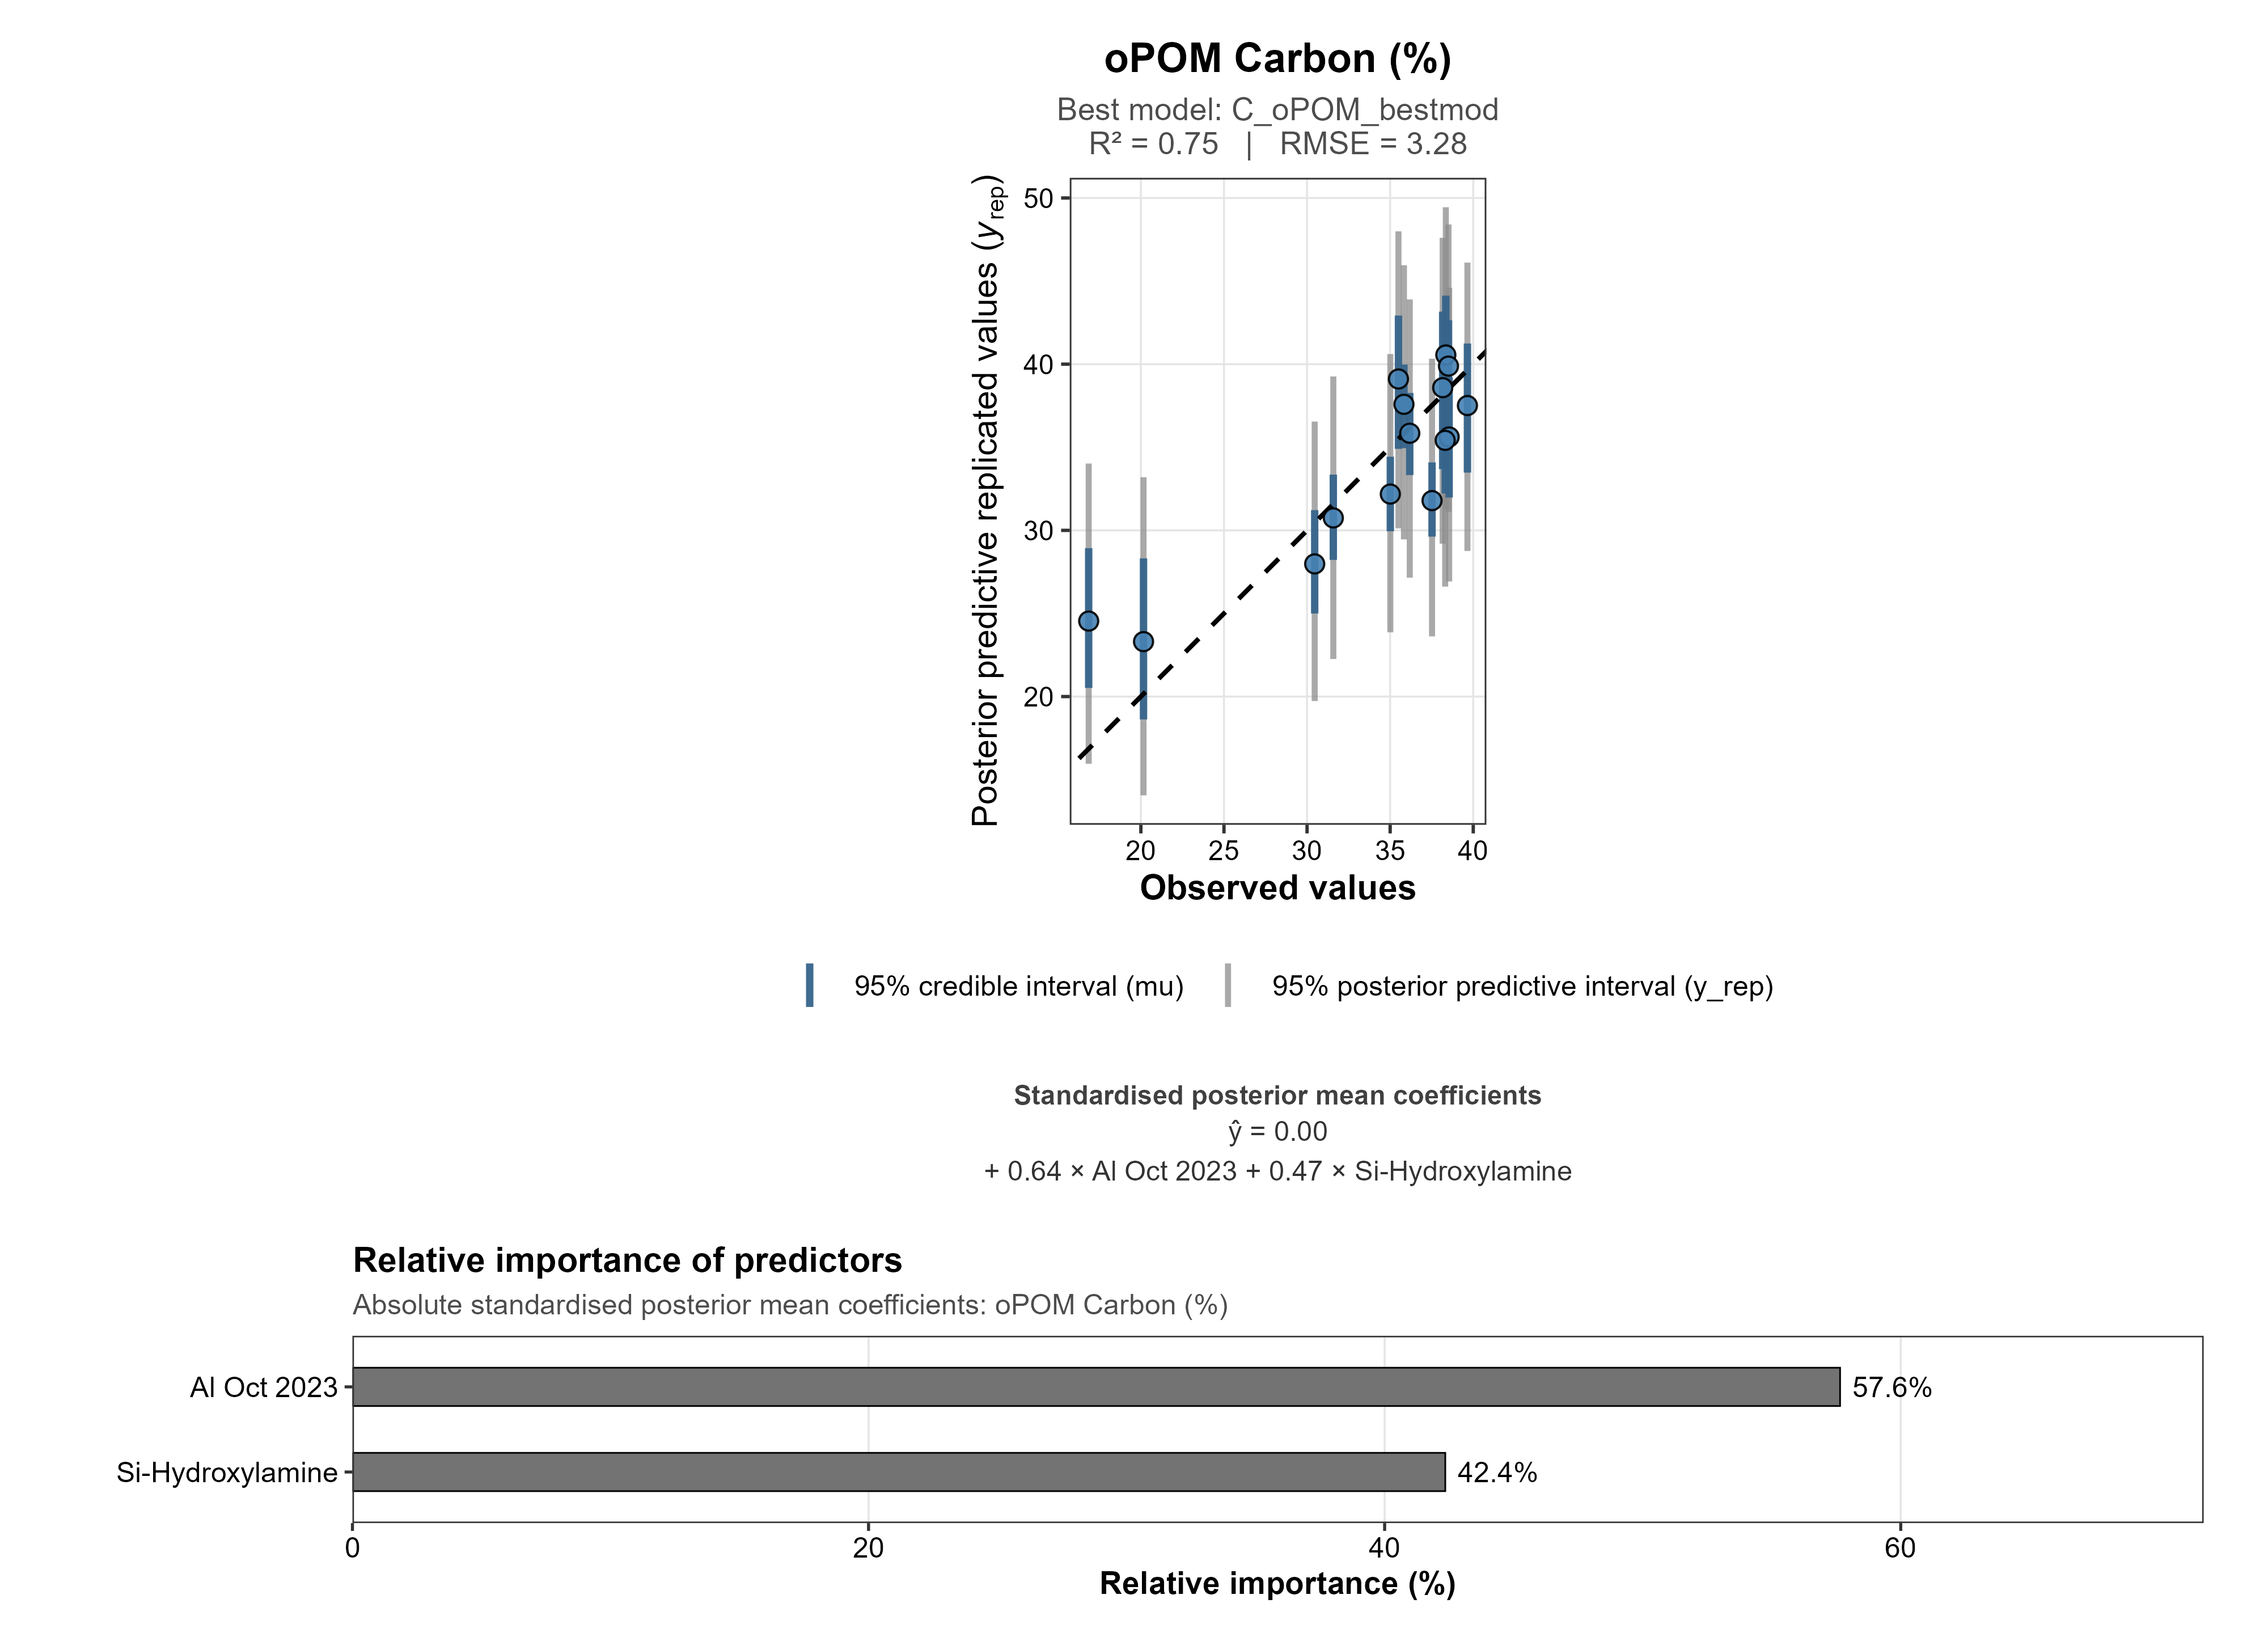 oPOM Carbon (%)
Best model: C_oPOM_bestmod
R² = 0.75 | RMSE = 3.28
Posterior predictive replicated values (y rep)
50
40
30
20
20 25 30 35 40
Observed values
95% credible interval (mu) 95% posterior predictive interval (y_rep)
Standardised posterior mean coefficients
ŷ = 0.00
+ 0.64 × Al Oct 2023 + 0.47 × Si-Hydroxylamine
Relative importance of predictors
Absolute standardised posterior mean coefficients: oPOM Carbon (%)
Al Oct 2023 57.6%
Si-Hydroxylamine 42.4%
0 20 40 60
Relative importance (%)